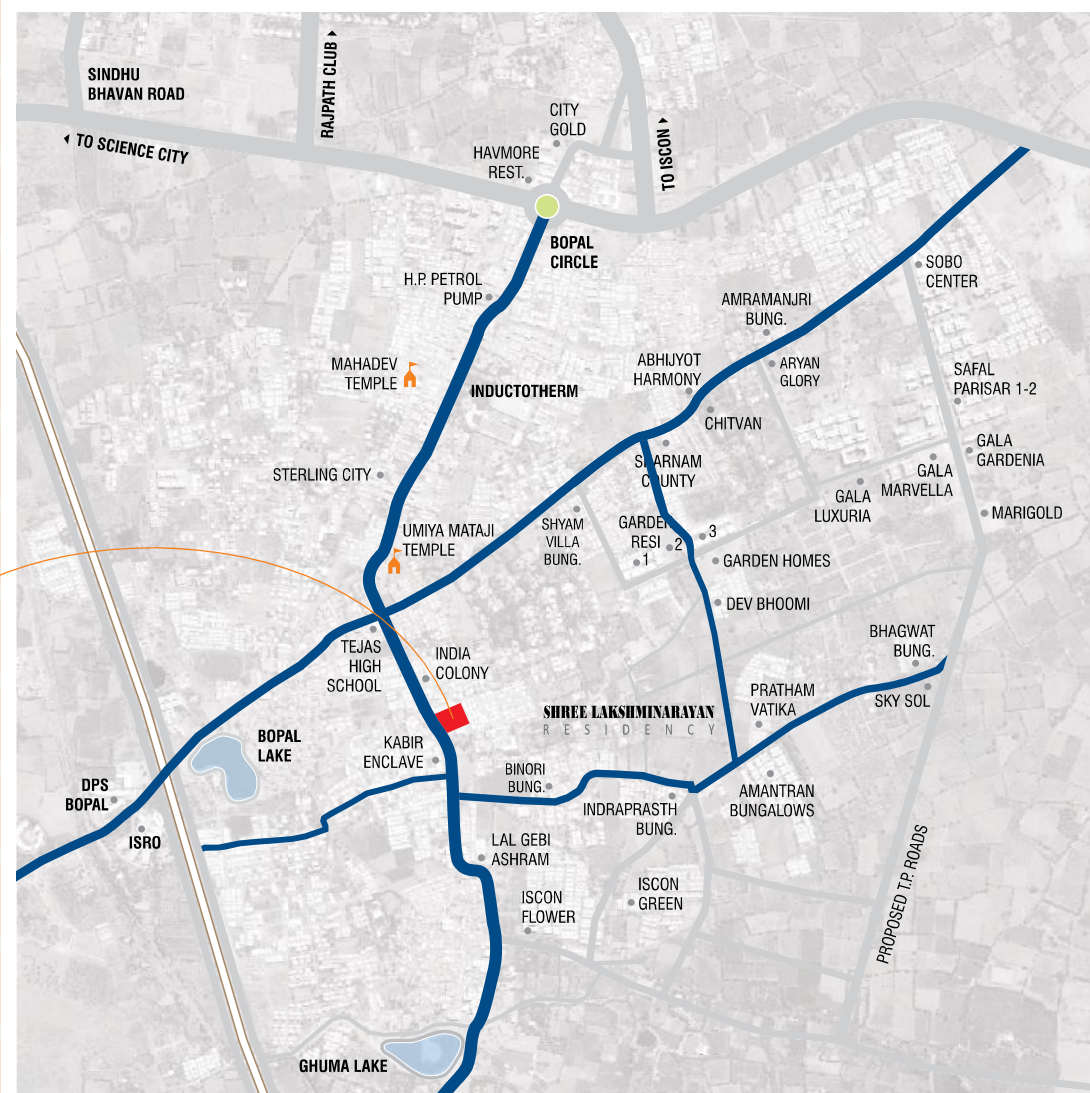 SINDHU
BHAVAN ROAD
RAJPATH CLUB
TO SCIENCE CITY
CITY
GOLD
HAVMORE
REST.
TO ISCON
BOPAL
CIRCLE
H.P. PETROL
PUMP
SOBO
CENTER
AMRAMANJRI
BUNG.
MAHADEV
TEMPLE
INDUCTOTHERM
ABHIJYOT
HARMONY
ARYAN
GLORY
SAFAL
PARISAR 1-2
CHITVAN
STERLING CITY
SHARNAM
COUNTY
GALA
GARDENIA
GALA
MARVELLA
GALA
LUXURIA
MARIGOLD
UMIYA MATAJI
TEMPLE
SHYAM
VILLA
BUNG.
GARDEN
RESI
1
2
3
GARDEN HOMES
DEV BHOOMI
TEJAS
HIGH
SCHOOL
INDIA
COLONY
BHAGWAT
BUNG.
SKY SOL
PRATHAM
VATIKA
SHREE LAKSHMINARAYAN
RESIDENCY
BOPAL
LAKE
KABIR
ENCLAVE
BINORI
BUNG.
DPS
BOPAL
ISRO
INDRAPRASTH
BUNG.
AMANTRAN
BUNGALOWS
LAL GEBI
ASHRAM
ISCON
GREEN
ISCON
FLOWER
PROPOSED T.P. ROADS
GHUMA LAKE